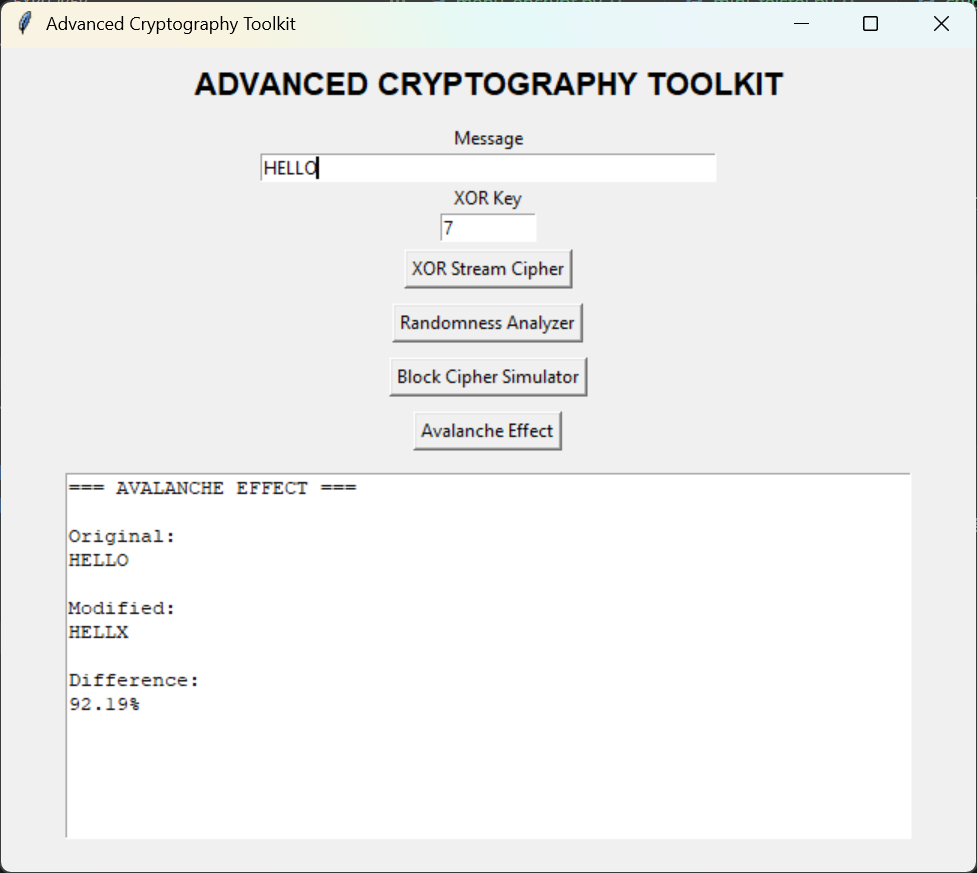 Advanced Cryptography Toolkit
ADVANCED CRYPTOGRAPHY TOOLKIT
Message
HELLO
XOR Key
7
XOR Stream Cipher
Randomness Analyzer
Block Cipher Simulator
Avalanche Effect
=== AVALANCHE EFFECT ===
Original:
HELLO
Modified:
HELLX
Difference:
92.19%